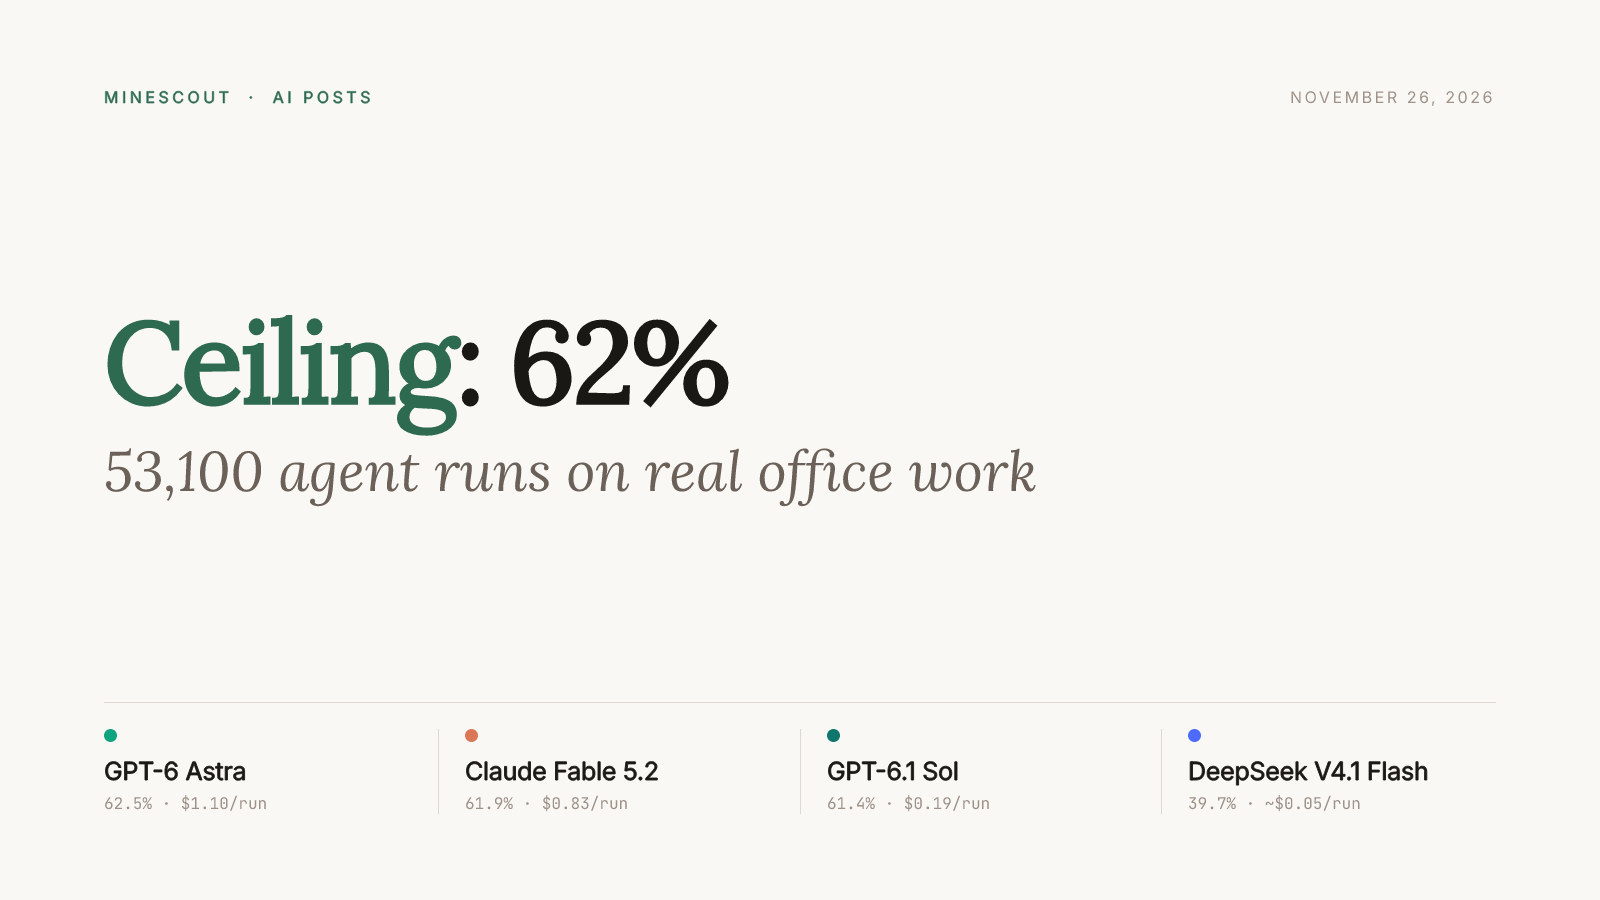 MINESCOUT · AI POSTS
NOVEMBER 26, 2026
Ceiling: 62%
53,100 agent runs on real office work
GPT-6 Astra
62.5% · $1.10/run
Claude Fable 5.2
61.9% · $0.83/run
GPT-6.1 Sol
61.4% · $0.19/run
DeepSeek V4.1 Flash
39.7% · ~$0.05/run